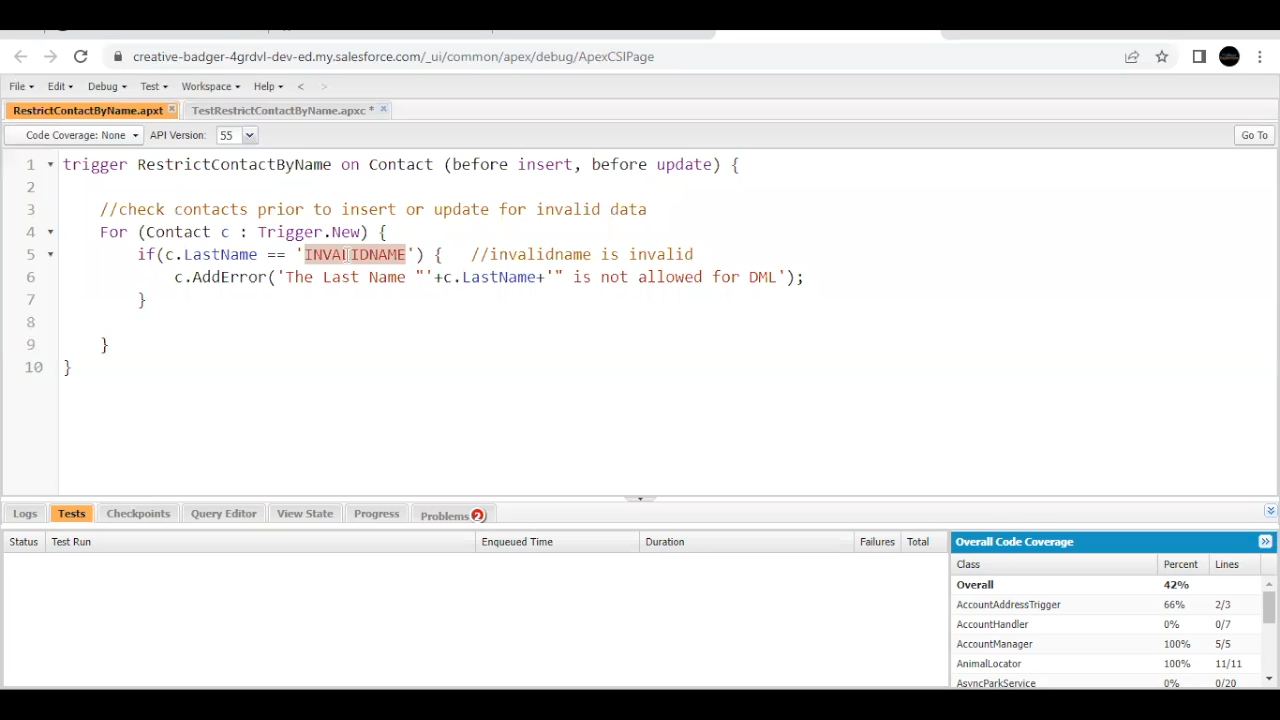 creative-badger-4grdvl-dev-ed.my.salesforce.com/_ui/common/apex/debug/ApexCSIPage
File Edit Debug Test Workspace Help < >
RestrictContactByName.apxt TestRestrictContactByName.apxc *
Code Coverage: None API Version: 55 Go To
1 trigger RestrictContactByName on Contact (before insert, before update) {
2
3 //check contacts prior to insert or update for invalid data
4 For (Contact c : Trigger.New) {
5 if(c.LastName == 'INVALIDNAME') { //invalidname is invalid
6 c.AddError('The Last Name "'+c.LastName+'" is not allowed for DML');
7 }
8
9 }
10 }
Logs Tests Checkpoints Query Editor View State Progress Problems 2
Status Test Run Enqueued Time Duration Failures Total
Overall Code Coverage
Class Percent Lines
Overall 42%
AccountAddressTrigger 66% 2/3
AccountHandler 0% 0/7
AccountManager 100% 5/5
AnimalLocator 100% 11/11
AsyncParkService 0% 0/20